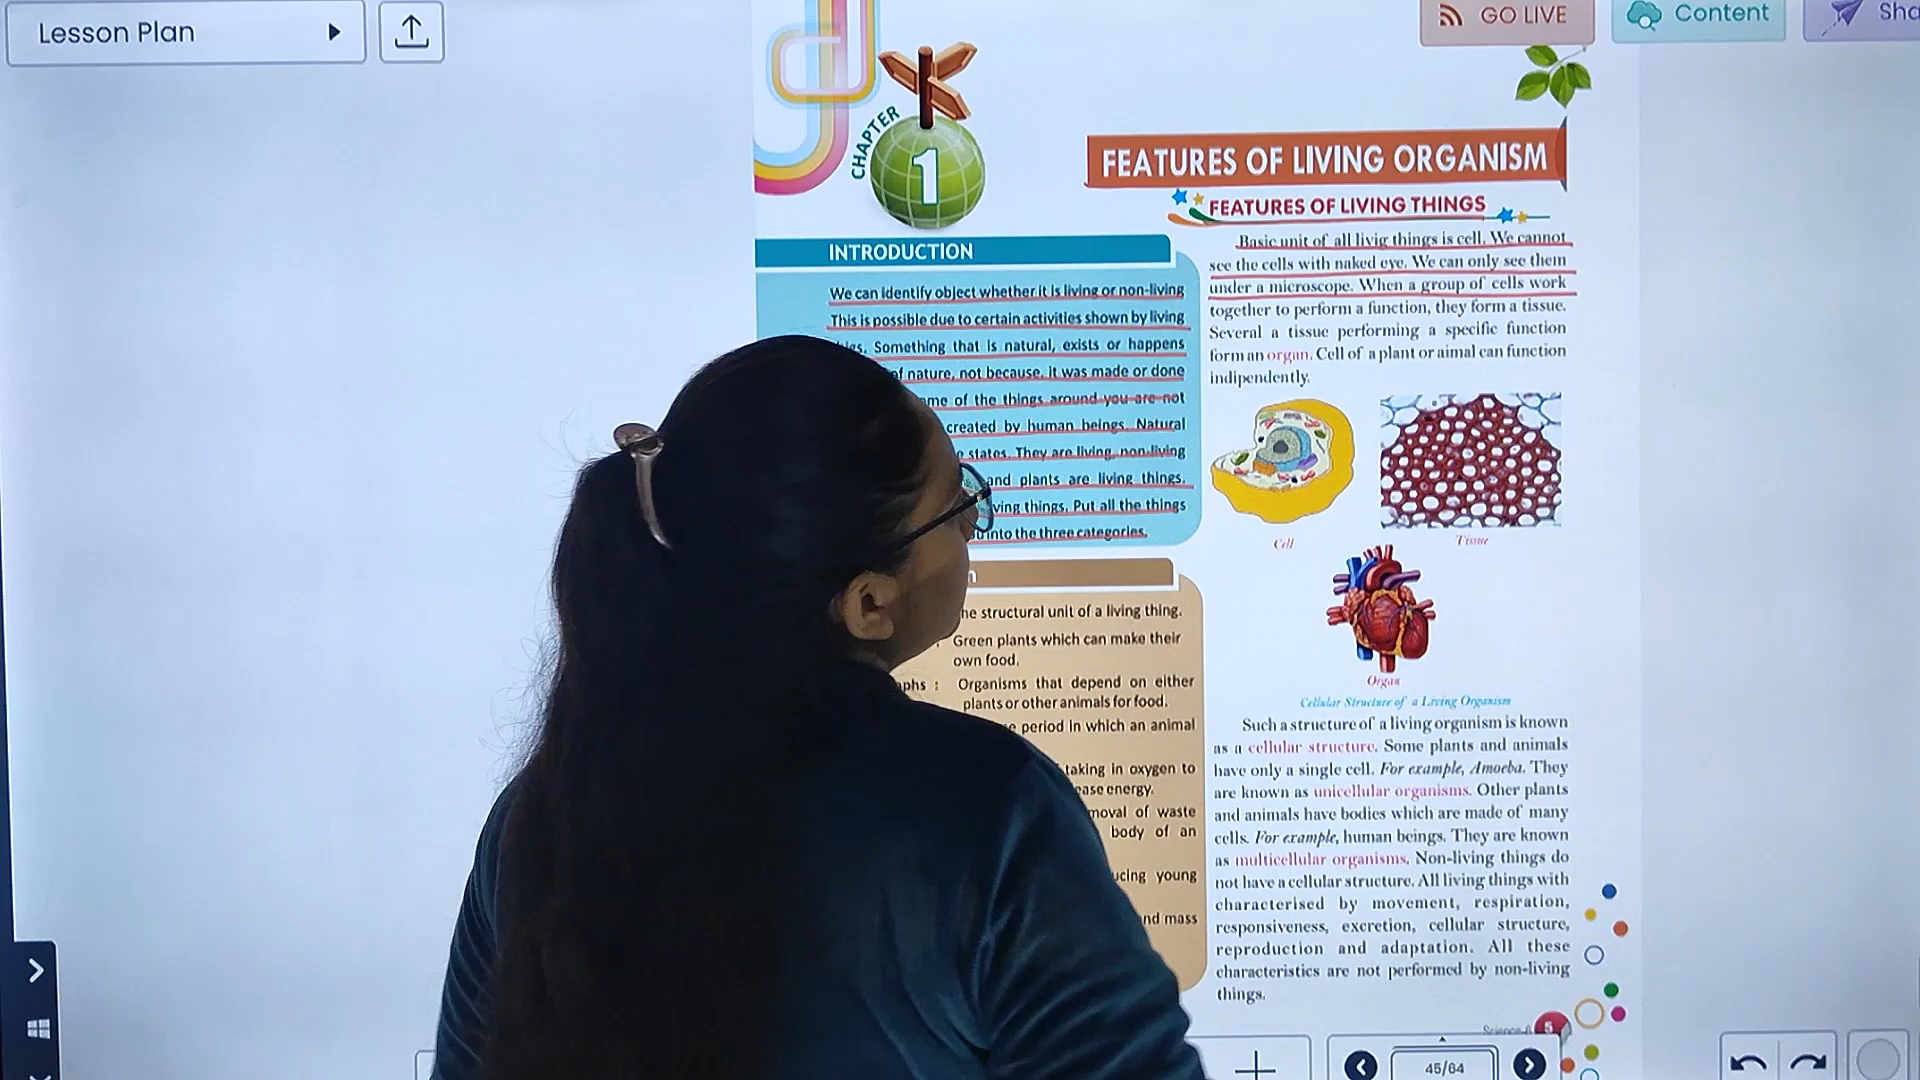 Lesson Plan
GO LIVE
Content
Sha
CHAPTER
1
FEATURES OF LIVING ORGANISM
FEATURES OF LIVING THINGS
INTRODUCTION
We can identify object whether it is living or non-living
This is possible due to certain activities shown by living
Something that is natural, exists or happens
of nature, not because, it was made or done
of the things around you are not
created by human beings. Natural
states. They are living, non-living
and plants are living things.
things. Put all the things
into the three categories.
structural unit of a living thing.
Green plants which can make their
own food.
: Organisms that depend on either
plants or other animals for food.
period in which an animal
taking in oxygen to
energy.
of waste
body of an
young
mass
Basic unit of all livig things is cell. We cannot
see the cells with naked eye. We can only see them
under a microscope. When a group of cells work
together to perform a function, they form a tissue.
Several a tissue performing a specific function
form an organ. Cell of a plant or aimal can function
indipendently.
Cell
Tissue
Organ
Cellular Structure of a Living Organism
Such a structure of a living organism is known
as a cellular structure. Some plants and animals
have only a single cell. For example, Amoeba. They
are known as unicellular organisms. Other plants
and animals have bodies which are made of many
cells. For example, human beings. They are known
as multicellular organisms. Non-living things do
not have a cellular structure. All living things with
characterised by movement, respiration,
responsiveness, excretion, cellular structure,
reproduction and adaptation. All these
characteristics are not performed by non-living
things.
5
45/64